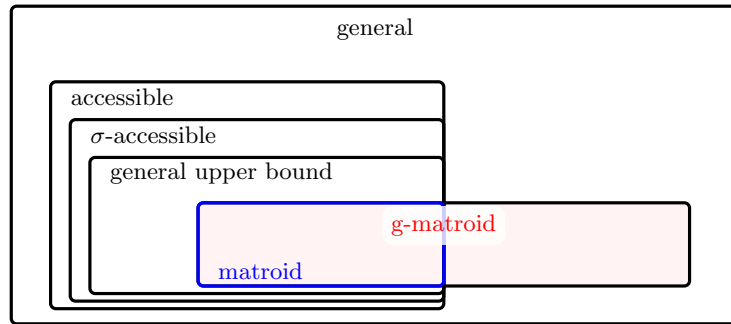 general
accessible
σ-accessible
general upper bound
g-matroid
matroid